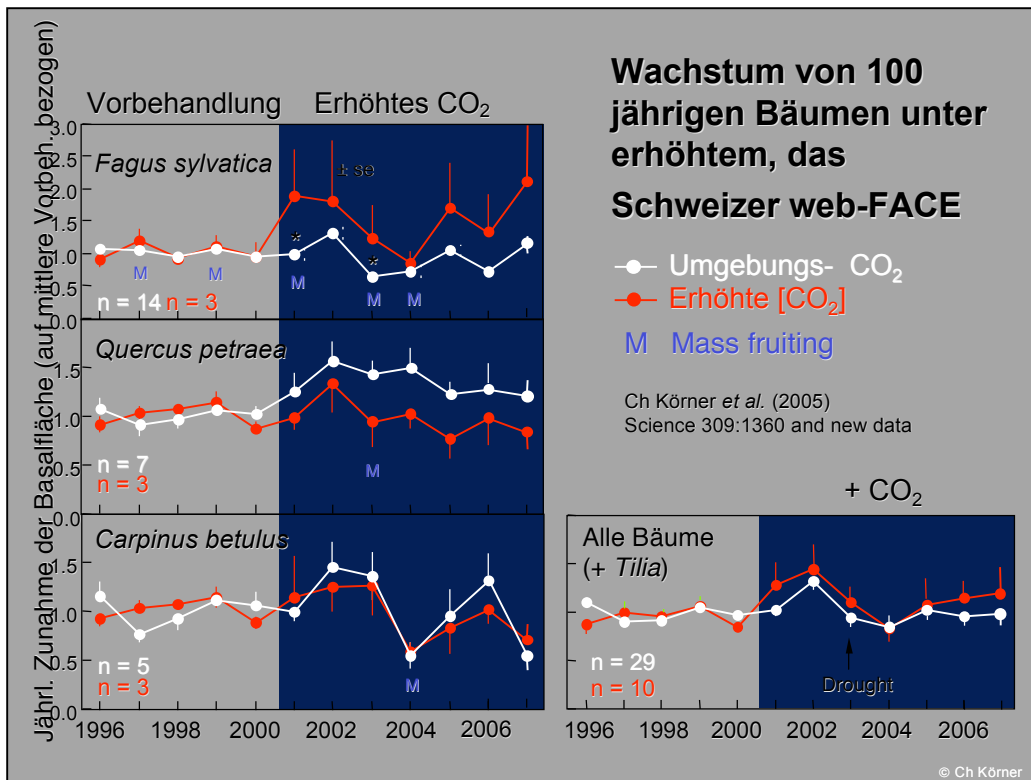 Jährl. Zunahme der Basalfläche (auf mittlere Vorbeh. bezogen)
Vorbehandlung Erhöhtes CO₂
3.0
2.5
2.0
1.5
1.0
0.5
0.0
Fagus sylvatica
± se
*
*
M M M M M
n = 14 n = 3
Quercus petraea
1.5
1.0
0.5
0.0
M
n = 7
n = 3
Carpinus betulus
1.5
1.0
0.5
0.0
M
n = 5
n = 3
1996 1998 2000 2002 2004 2006
Wachstum von 100
jährigen Bäumen unter
erhöhtem, das
Schweizer web-FACE
Umgebungs- CO₂
Erhöhte [CO₂]
M Mass fruiting
Ch Körner et al. (2005)
Science 309:1360 and new data
+ CO₂
Alle Bäume
(+ Tilia)
n = 29
n = 10
Drought
1996 1998 2000 2002 2004 2006
© Ch Körner